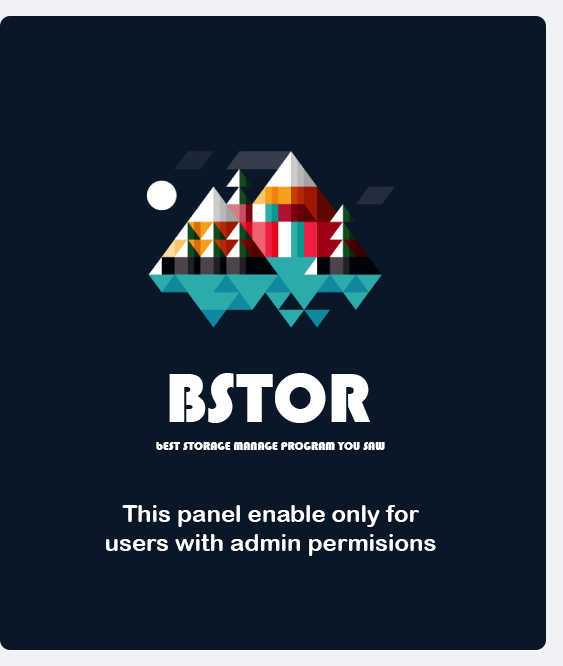 BSTOR
bEST STORAGE MANAGE PROGRAM YOU SAW
This panel enable only for
users with admin permisions